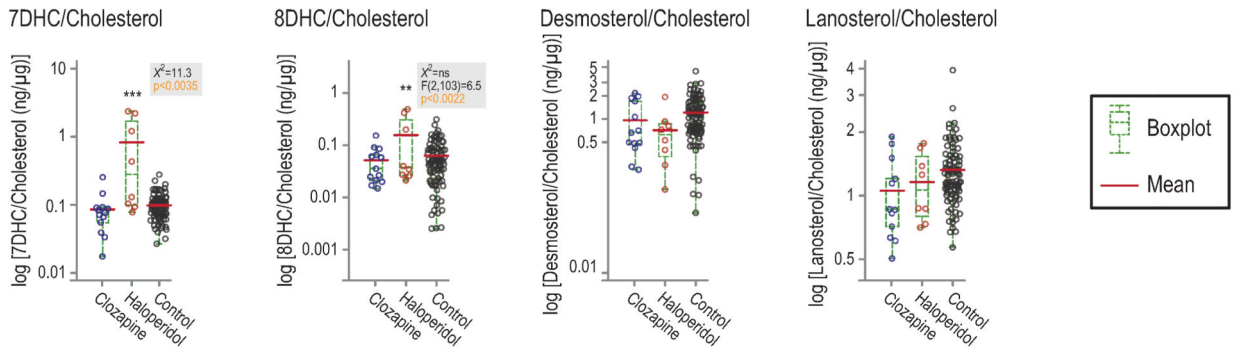 7DHC/Cholesterol
log [7DHC/Cholesterol (ng/µg)]
10
1
0.1
0.01
***
X²=11.3
p<0.0035
Clozapine
Haloperidol
Control
8DHC/Cholesterol
log [8DHC/Cholesterol (ng/µg)]
1
0.1
0.01
0.001
**
X²=ns
F(2,103)=6.5
p<0.0022
Clozapine
Haloperidol
Control
Desmosterol/Cholesterol
log [Desmosterol/Cholesterol (ng/µg)]
5
2
1
0.5
0.01
Clozapine
Haloperidol
Control
Lanosterol/Cholesterol
log [Lanosterol/Cholesterol (ng/µg)]
4
3
2
1
0.5
Clozapine
Haloperidol
Control
Boxplot
Mean